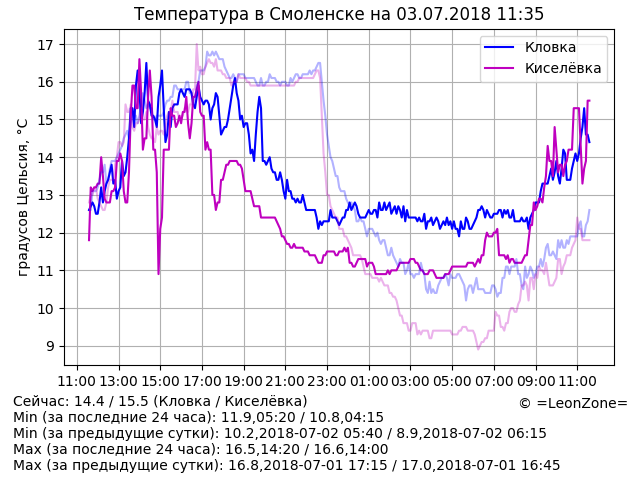 Температура в Смоленске на 03.07.2018 11:35
градусов Цельсия, °C
17
16
15
14
13
12
11
10
9
Кловка
Киселёвка
11:00 13:00 15:00 17:00 19:00 21:00 23:00 01:00 03:00 05:00 07:00 09:00 11:00
Сейчас: 14.4 / 15.5 (Кловка / Киселёвка)
© =LeonZone=
Min (за последние 24 часа): 11.9,05:20 / 10.8,04:15
Min (за предыдущие сутки): 10.2,2018-07-02 05:40 / 8.9,2018-07-02 06:15
Max (за последние 24 часа): 16.5,14:20 / 16.6,14:00
Max (за предыдущие сутки): 16.8,2018-07-01 17:15 / 17.0,2018-07-01 16:45